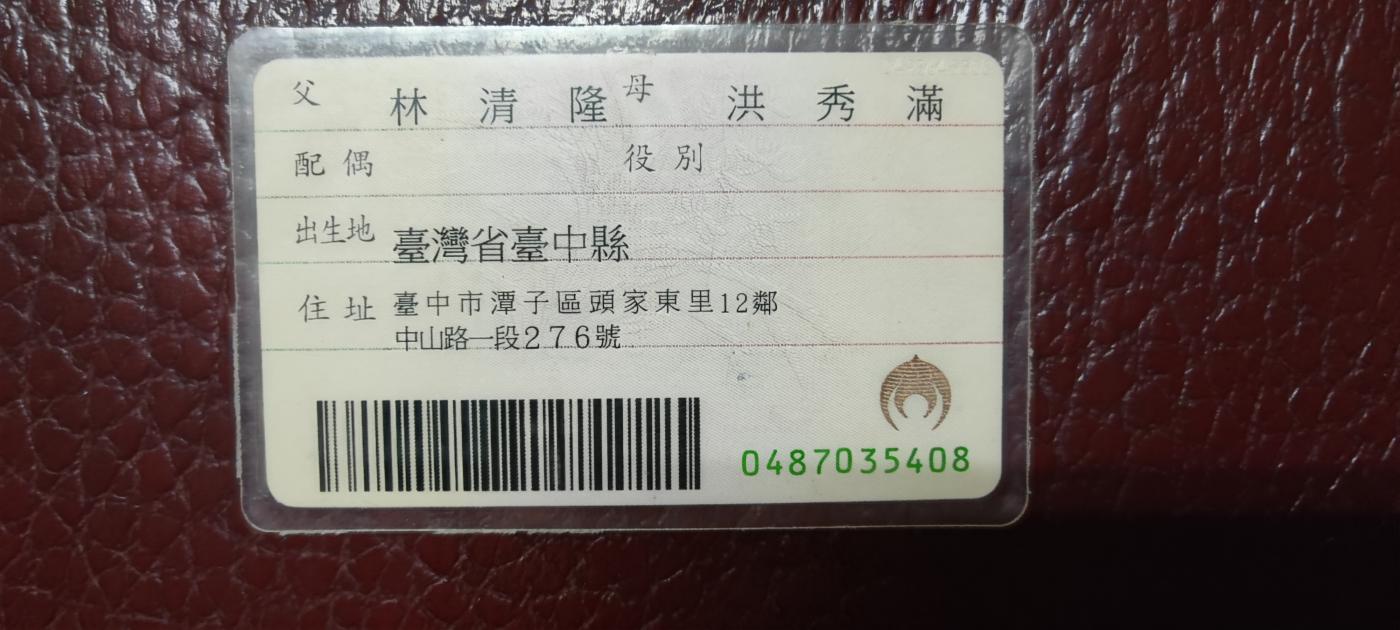 父 林清隆 母 洪秀滿
配偶 役別
出生地 臺灣省臺中縣
住址 臺中市潭子區頭家東里12鄰
中山路一段276號
0487035408